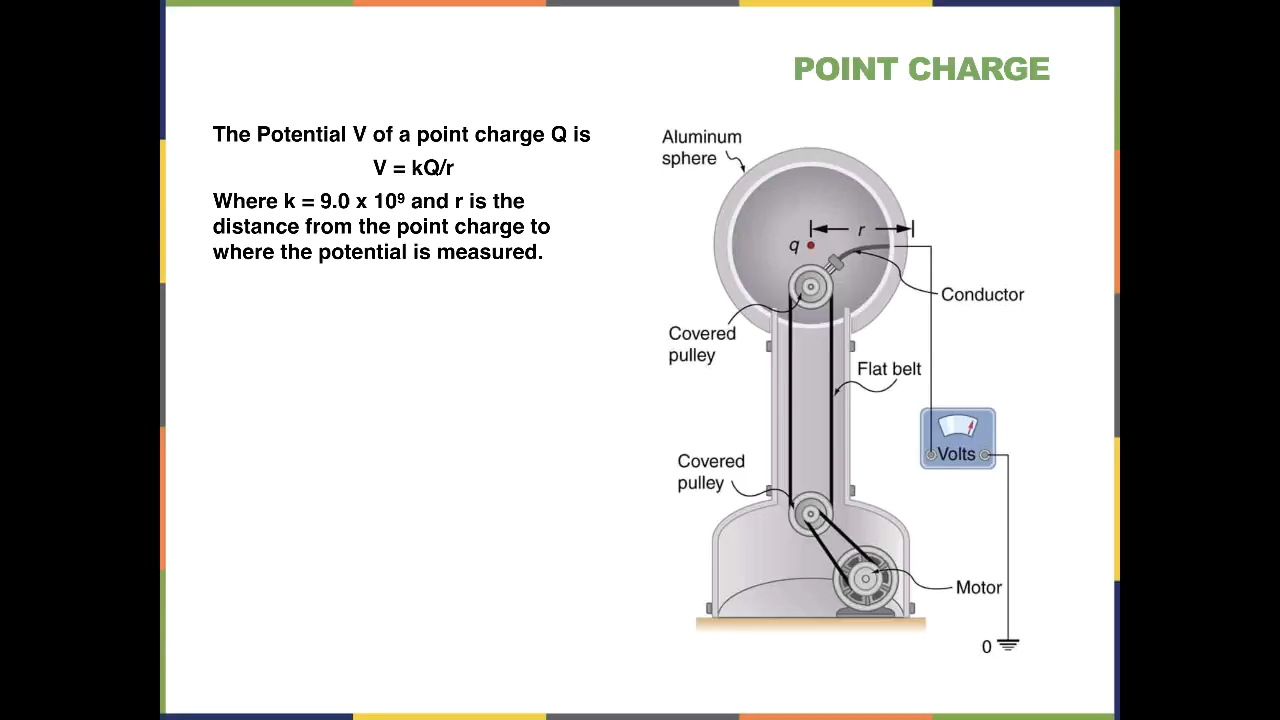 POINT CHARGE
The Potential V of a point charge Q is
V = kQ/r
Where k = 9.0 x 10⁹ and r is the
distance from the point charge to
where the potential is measured.
Aluminum
sphere
r
q
Conductor
Covered
pulley
Flat belt
Volts
Covered
pulley
Motor
0